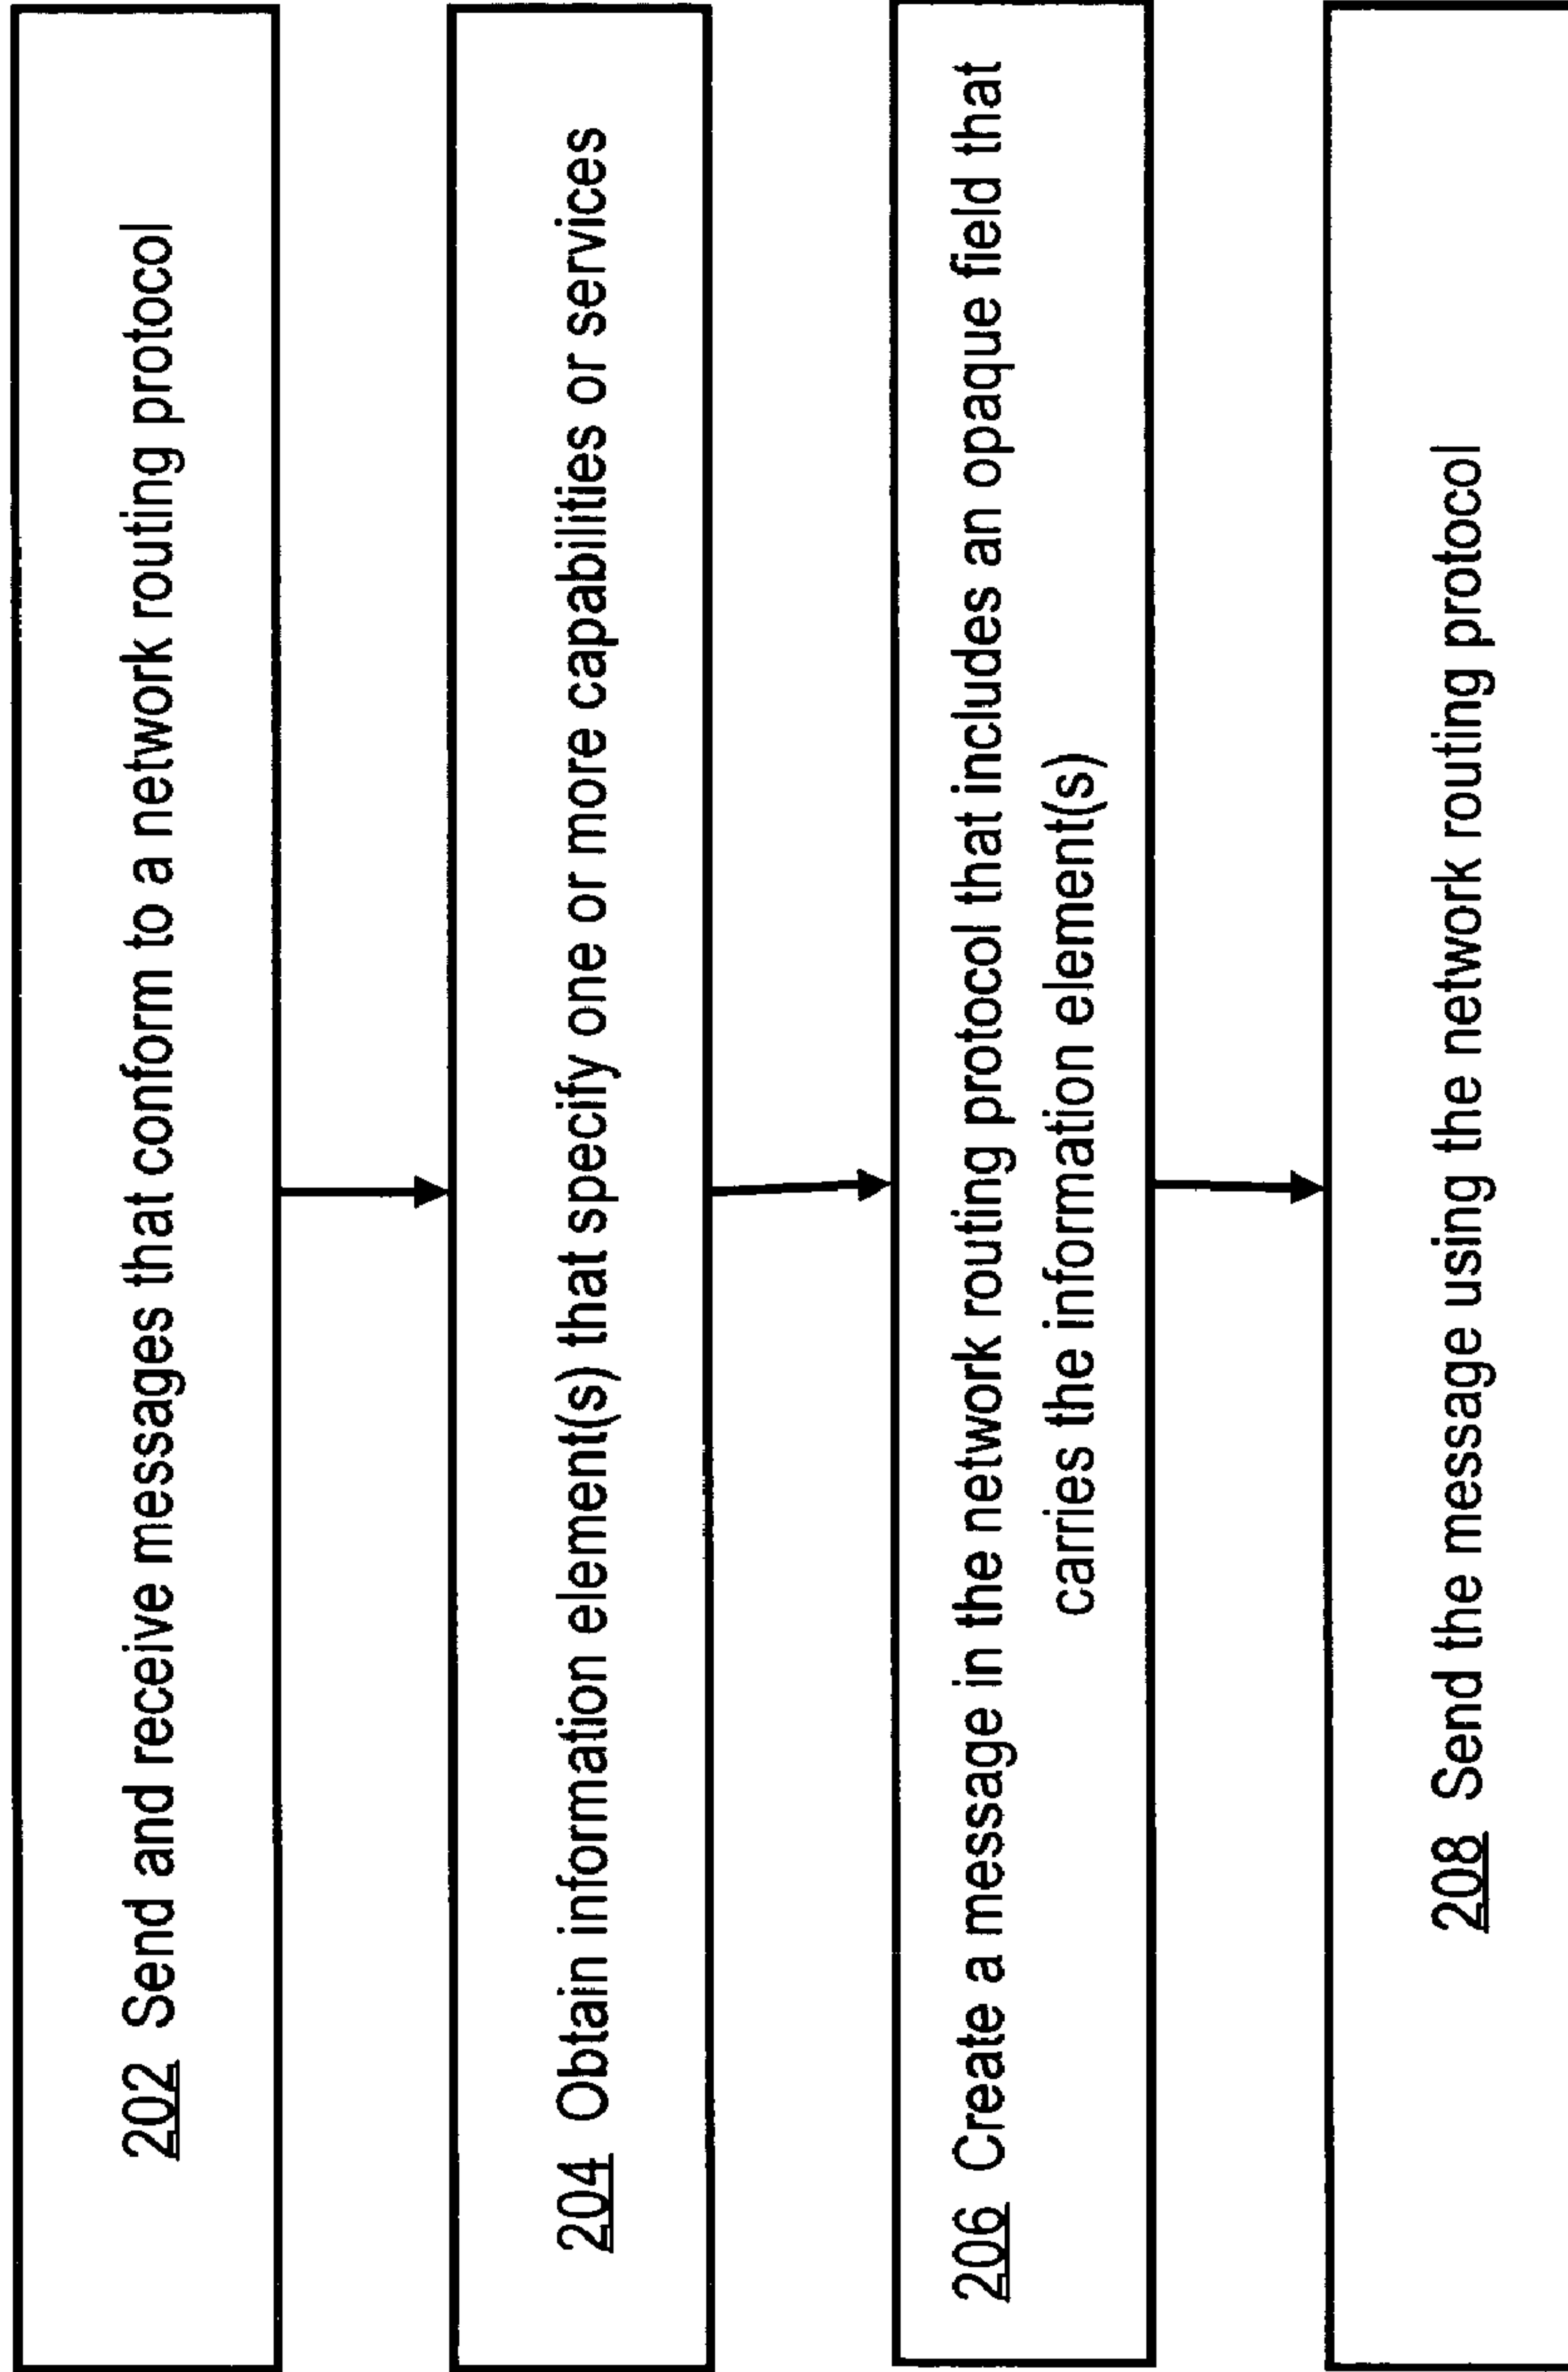 202 Send and receive messages that conform to a network routing protocol
204 Obtain information element(s) that specify one or more capabilities or services
206 Create a message in the network routing protocol that includes an opaque field that
carries the information element(s)
208 Send the message using the network routing protocol